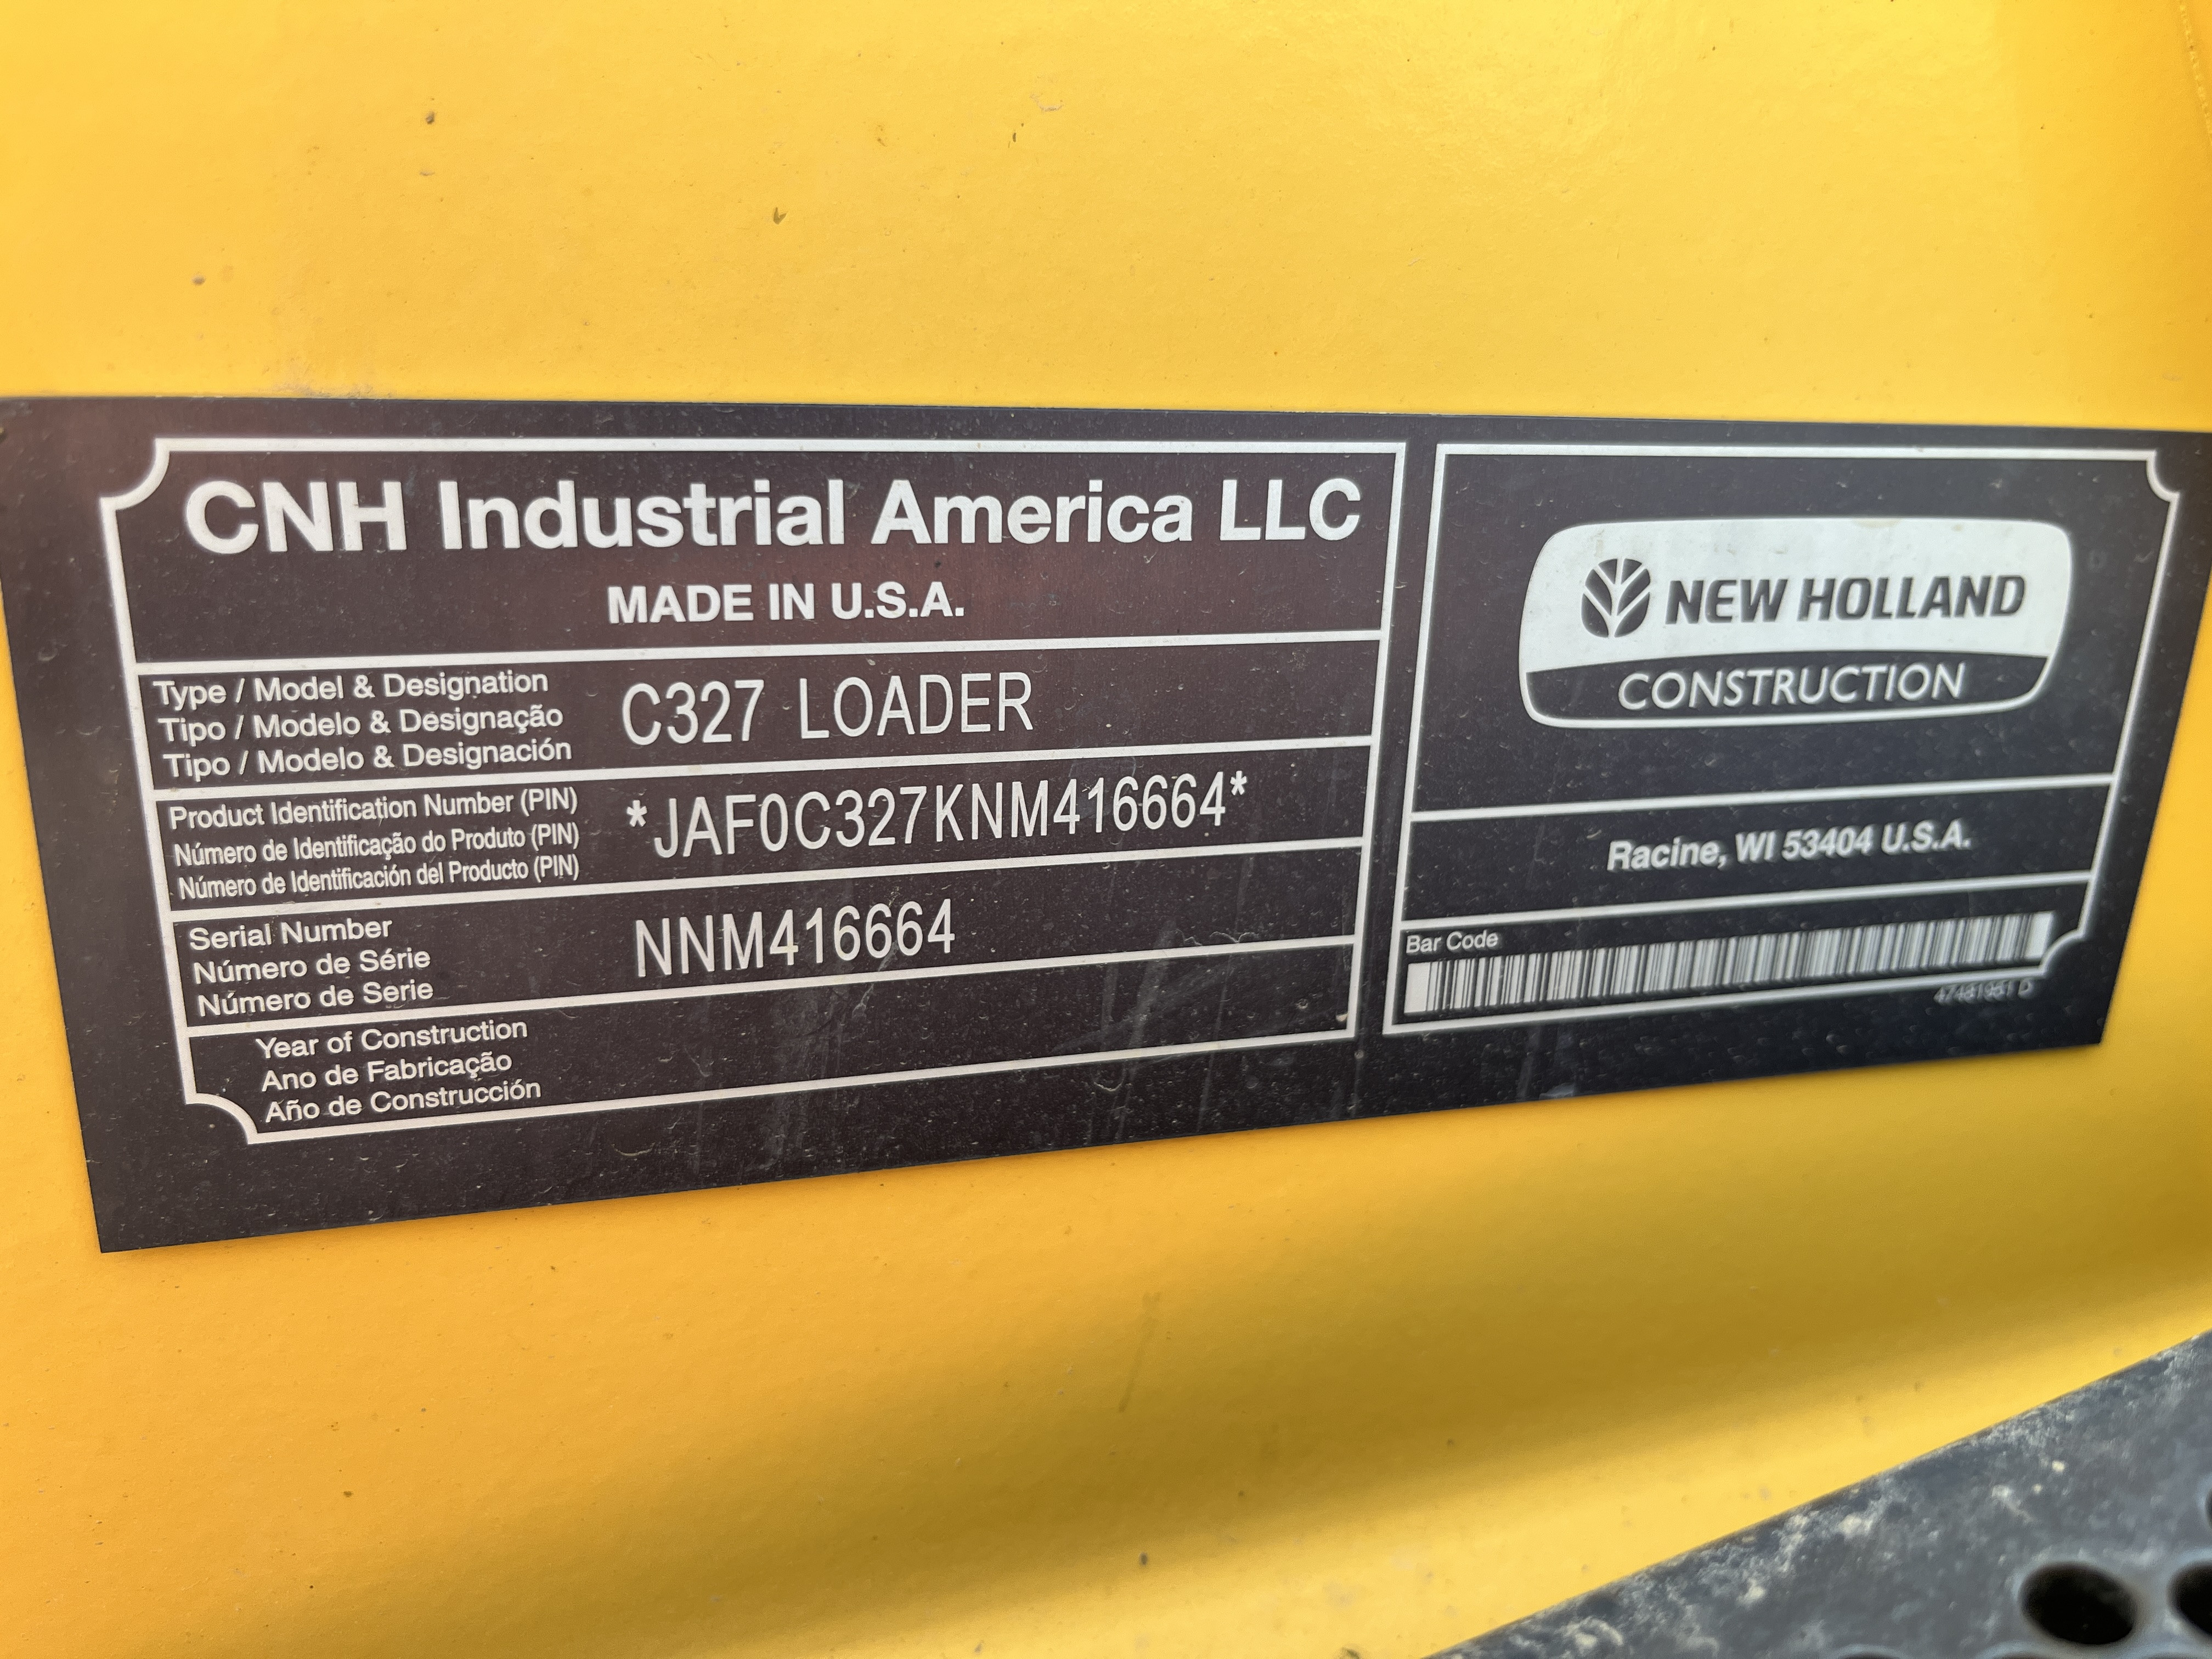 CNH Industrial America LLC
MADE IN U.S.A.
Type / Model & Designation
Tipo / Modelo & Designação
Tipo / Modelo & Designación
C327 LOADER
Product Identification Number (PIN)
Número de Identificação do Produto (PIN)
Número de Identificación del Producto (PIN)
*JAF0C327KNM416664*
Serial Number
Número de Série
Número de Serie
NNM416664
Year of Construction
Ano de Fabricação
Año de Construcción
NEW HOLLAND
CONSTRUCTION
Racine, WI 53404 U.S.A.
Bar Code